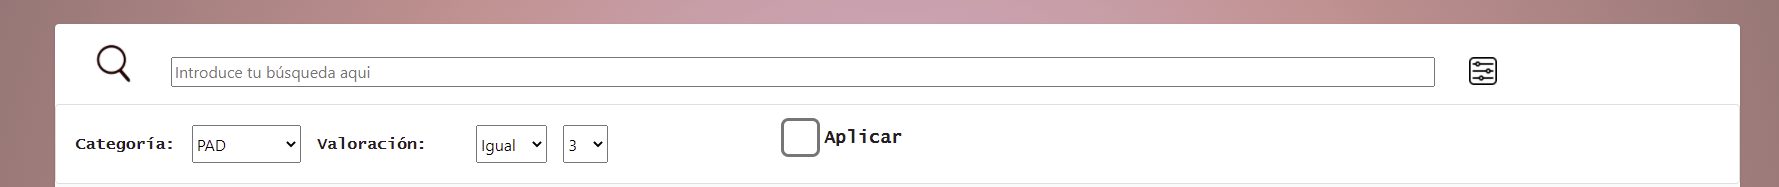 Introduce tu búsqueda aqui
Categoría: PAD Valoración: Igual 3 Aplicar